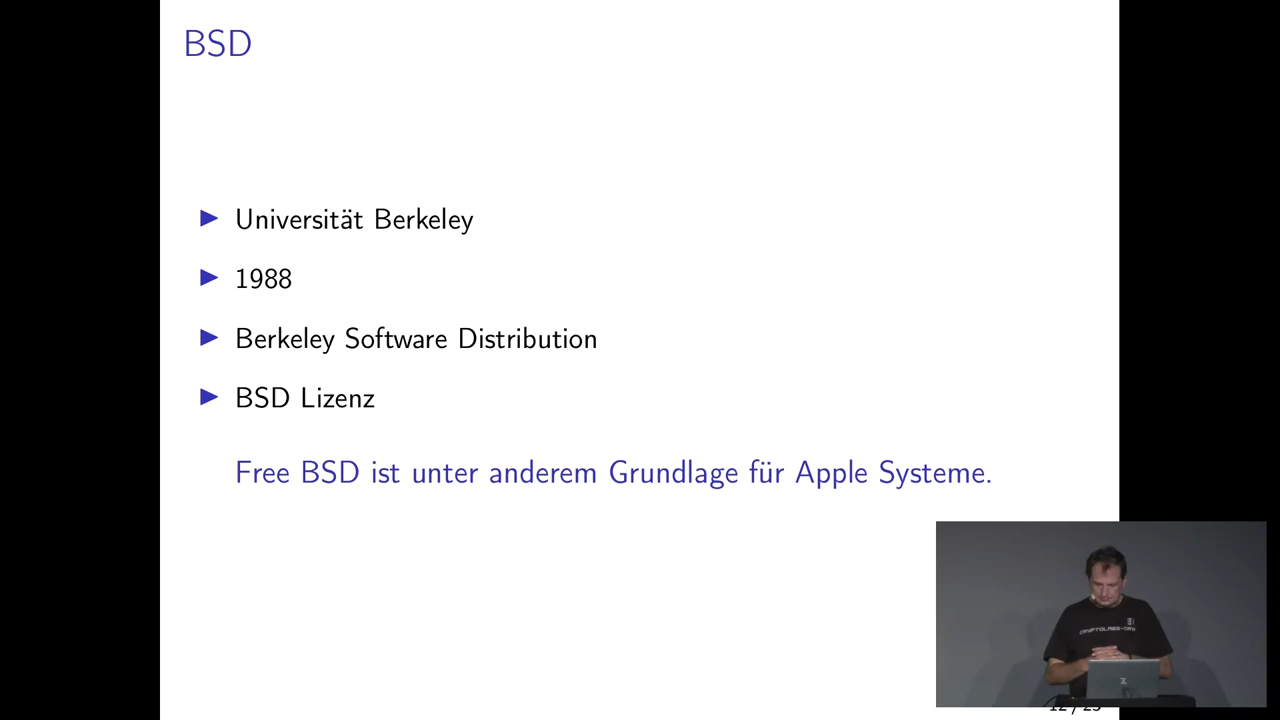 BSD
Universität Berkeley
1988
Berkeley Software Distribution
BSD Lizenz
Free BSD ist unter anderem Grundlage für Apple Systeme.